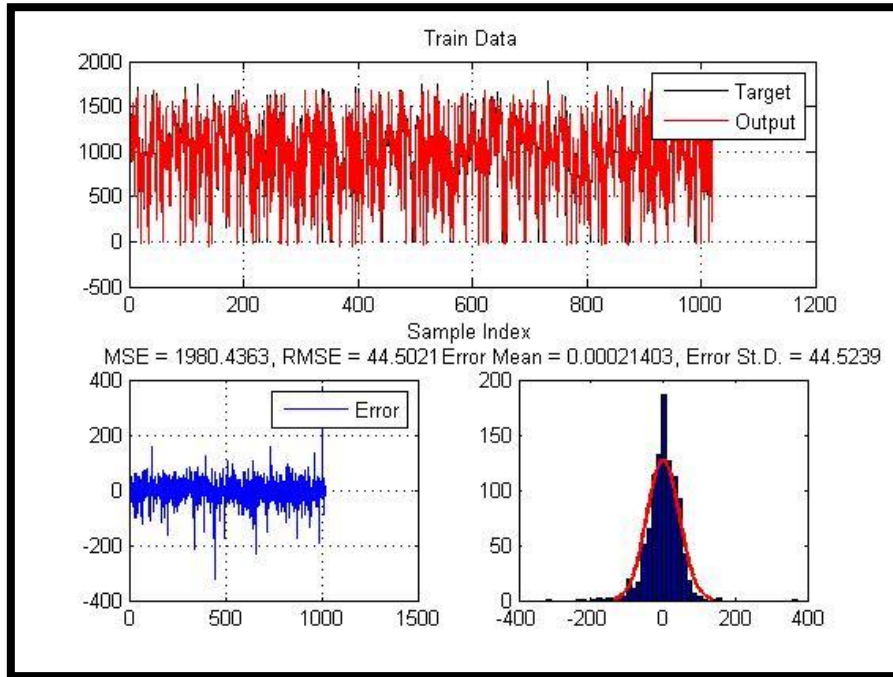 Train Data
2000
1500
1000
500
0
-500
Target
Output
0 200 400 600 800 1000 1200
Sample Index
MSE = 1980.4363, RMSE = 44.5021 Error Mean = 0.00021403, Error St.D. = 44.5239
400
200
0
-200
-400
Error
0 500 1000 1500
200
150
100
50
0
-400 -200 0 200 400